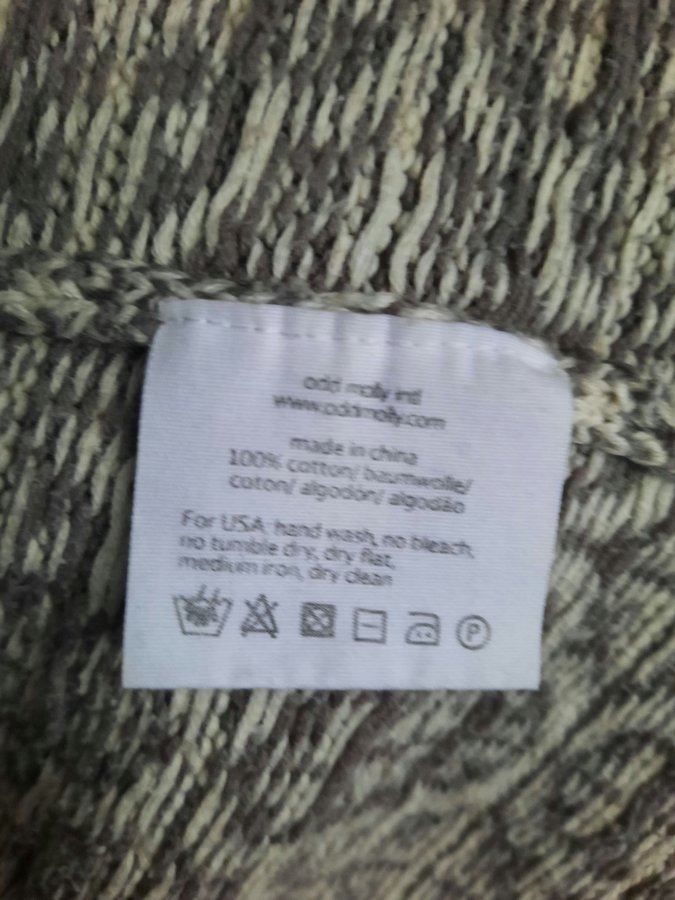 odd molly intl
www.oddmolly.com
made in china
100% cotton/ baumwolle/
coton/ algodón/ algodão
For USA: hand wash, no bleach,
no tumble dry, dry flat,
medium iron, dry clean
P